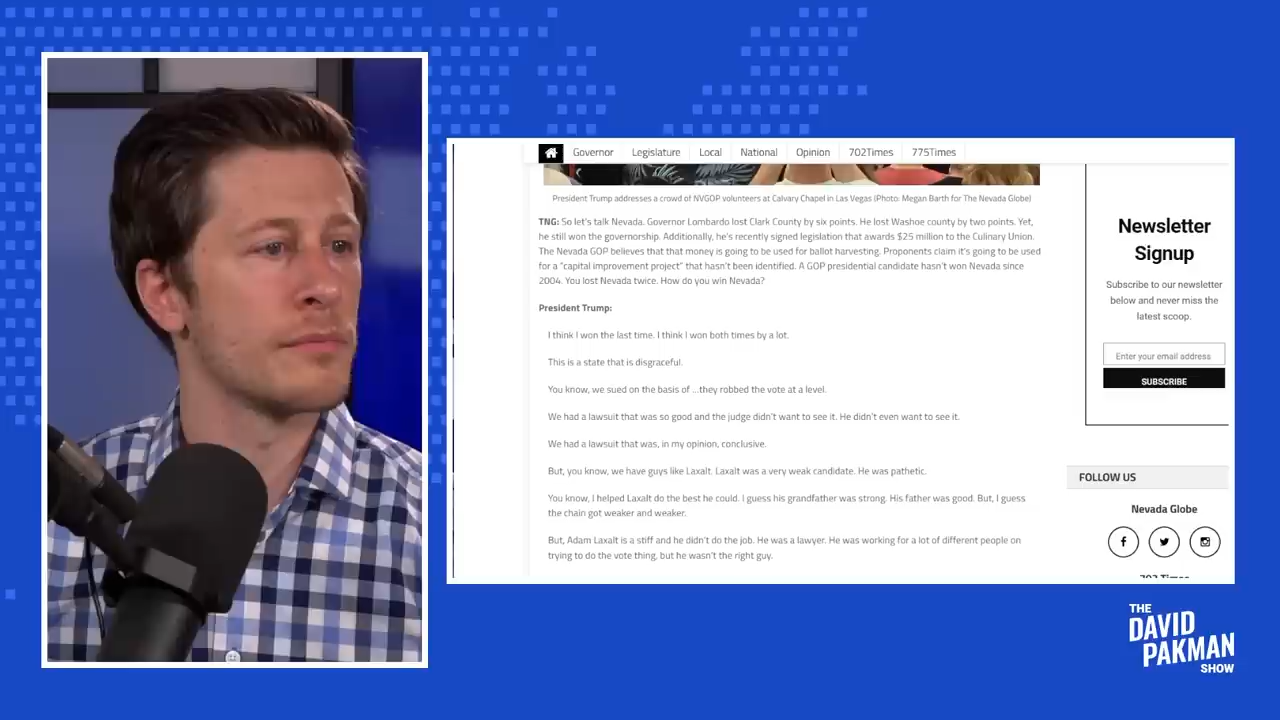 Governor Legislature Local National Opinion 702Times 775Times
President Trump addresses a crowd of NVGOP volunteers at Calvary Chapel in Las Vegas (Photo: Megan Barth for The Nevada Globe)
TNG: So let's talk Nevada. Governor Lombardo lost Clark County by six points. He lost Washoe county by two points. Yet,
he still won the governorship. Additionally, he's recently signed legislation that awards $25 million to the Culinary Union.
The Nevada GOP believes that that money is going to be used for ballot harvesting. Proponents claim it's going to be used
for a "capital improvement project" that hasn't been identified. A GOP presidential candidate hasn't won Nevada since
2004. You lost Nevada twice. How do you win Nevada?
President Trump:
I think I won the last time. I think I won both times by a lot.
This is a state that is disgraceful.
You know, we sued on the basis of ...they robbed the vote at a level.
We had a lawsuit that was so good and the judge didn't want to see it. He didn't even want to see it.
We had a lawsuit that was, in my opinion, conclusive.
But, you know, we have guys like Laxalt. Laxalt was a very weak candidate. He was pathetic.
You know, I helped Laxalt do the best he could. I guess his grandfather was strong. His father was good. But, I guess
the chain got weaker and weaker.
But, Adam Laxalt is a stiff and he didn't do the job. He was a lawyer. He was working for a lot of different people on
trying to do the vote thing, but he wasn't the right guy.
Newsletter
Signup
Subscribe to our newsletter
below and never miss the
latest scoop.
Enter your email address
SUBSCRIBE
FOLLOW US
Nevada Globe
702 Times
THE
DAVID
PAKMAN
SHOW